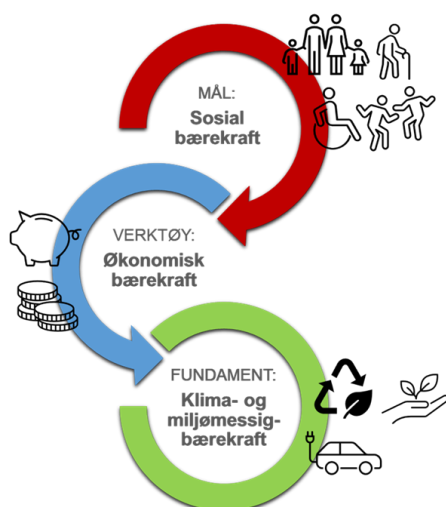 MÅL:
Sosial
bærekraft
VERKTØY:
Økonomisk
bærekraft
FUNDAMENT:
Klima- og
miljømessig-
bærekraft